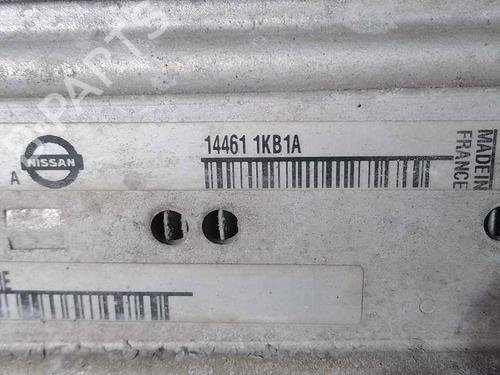 PARTS
A
NISSAN
14461 1KB1A
MADE IN
FRANCE